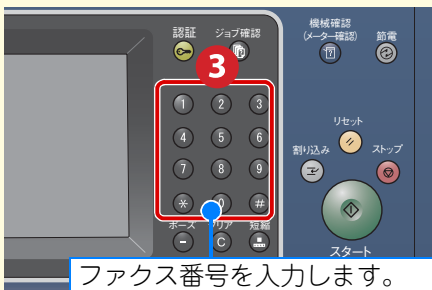 認証 ジョブ確認
機械確認
(メーター確認) 節電
3
1 2 3
4 5 6
7 8 9
* 0 #
リセット
割り込み ストップ
ポーズ クリア 短縮
- C
スタート
ファクス番号を入力します。